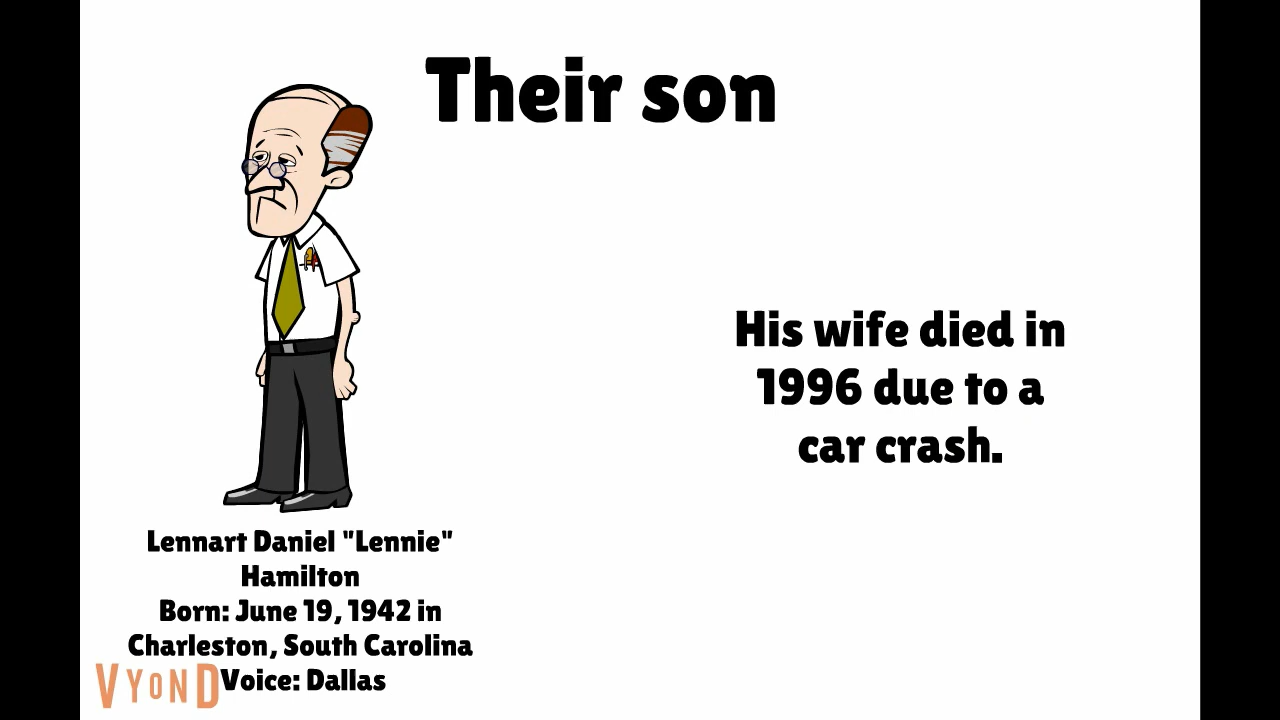 Their son
His wife died in
1996 due to a
car crash.
Lennart Daniel "Lennie"
Hamilton
Born: June 19, 1942 in
Charleston, South Carolina
Voice: Dallas
VYOND